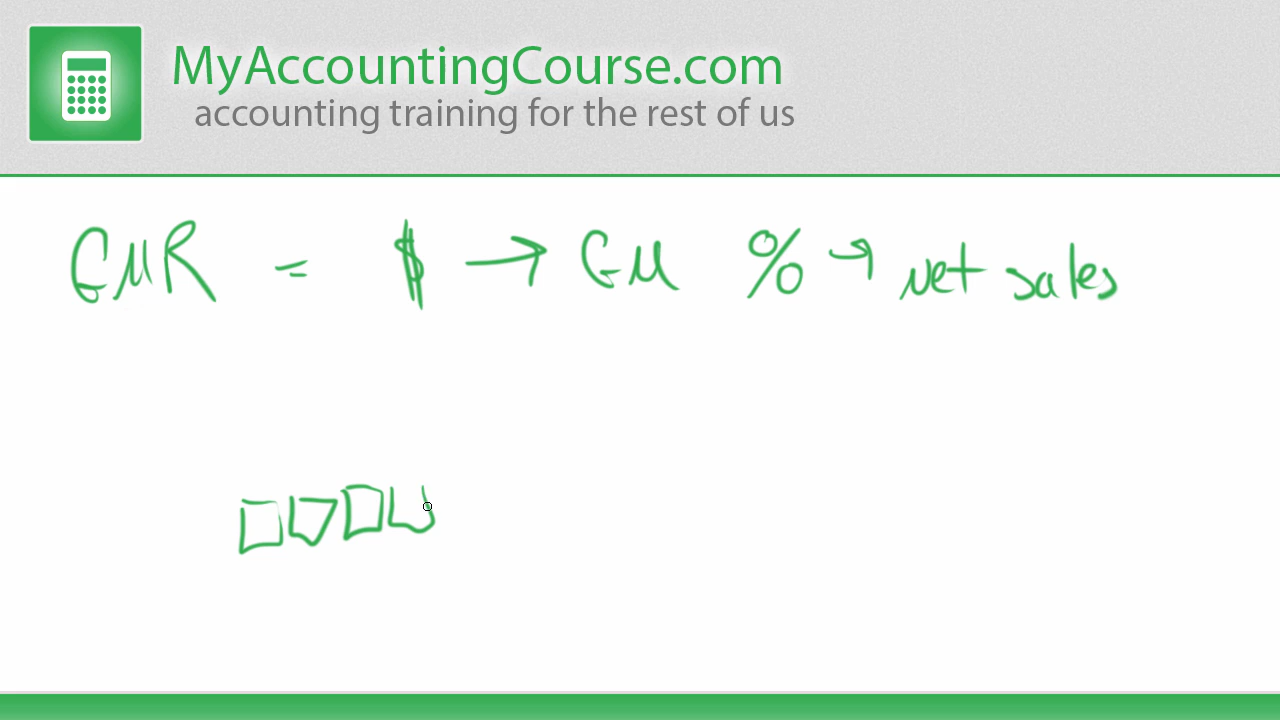 MyAccountingCourse.com
accounting training for the rest of us
GMR = $ → GM % → net sales